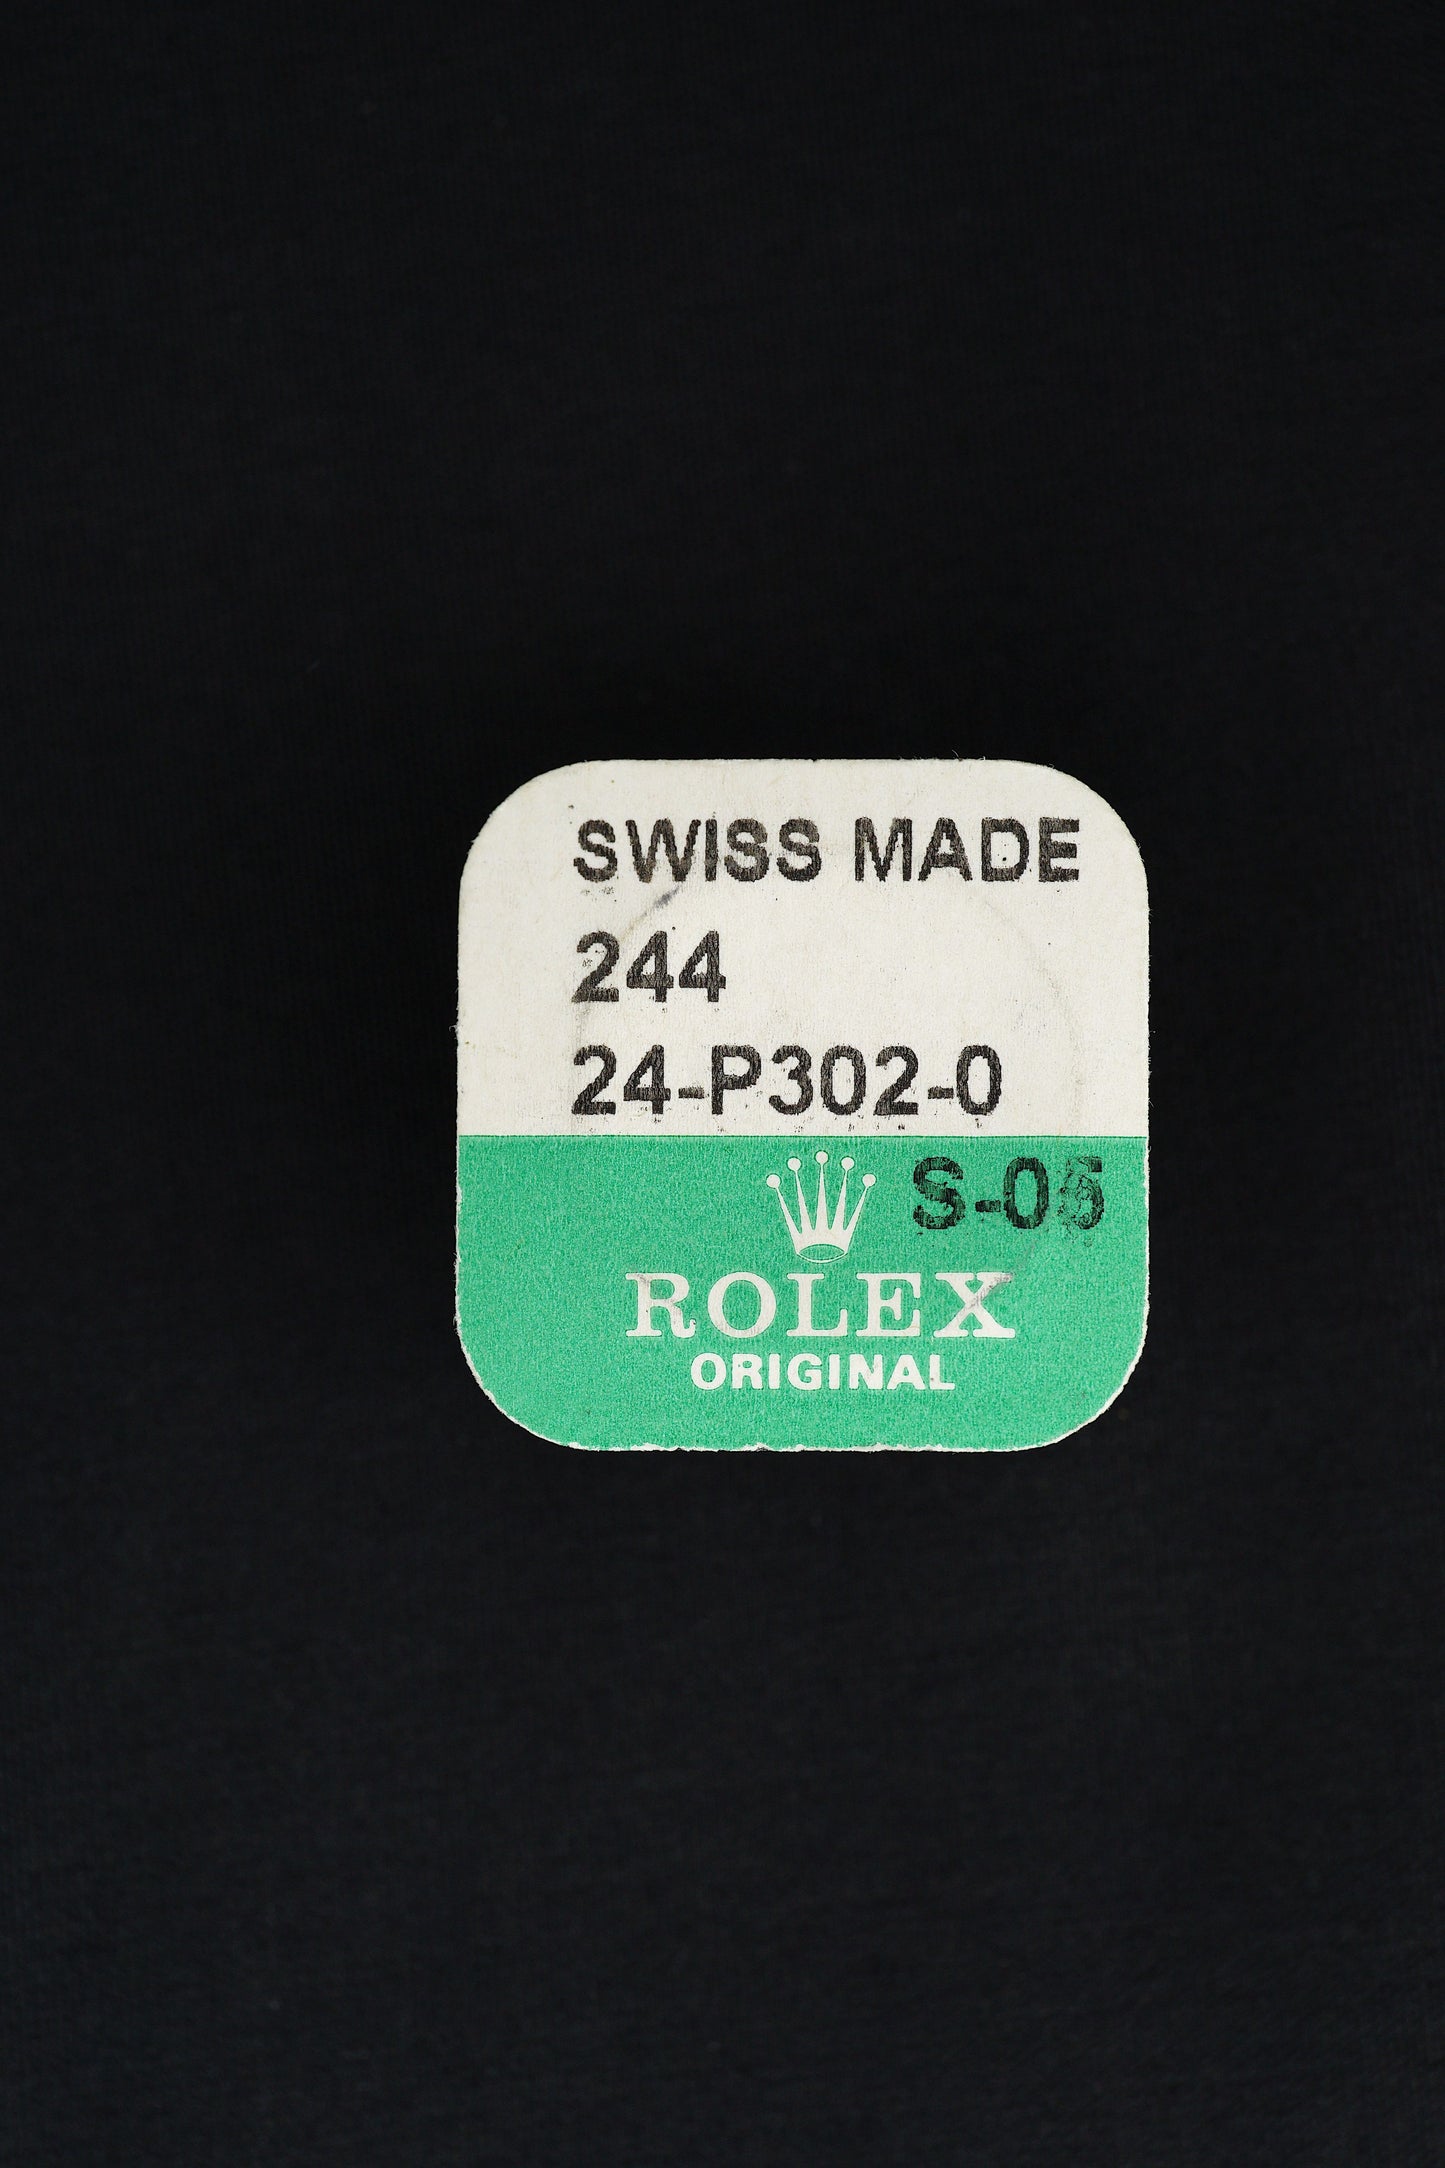 SWISS MADE
244
24-P302-0
S-05
ROLEX
ORIGINAL